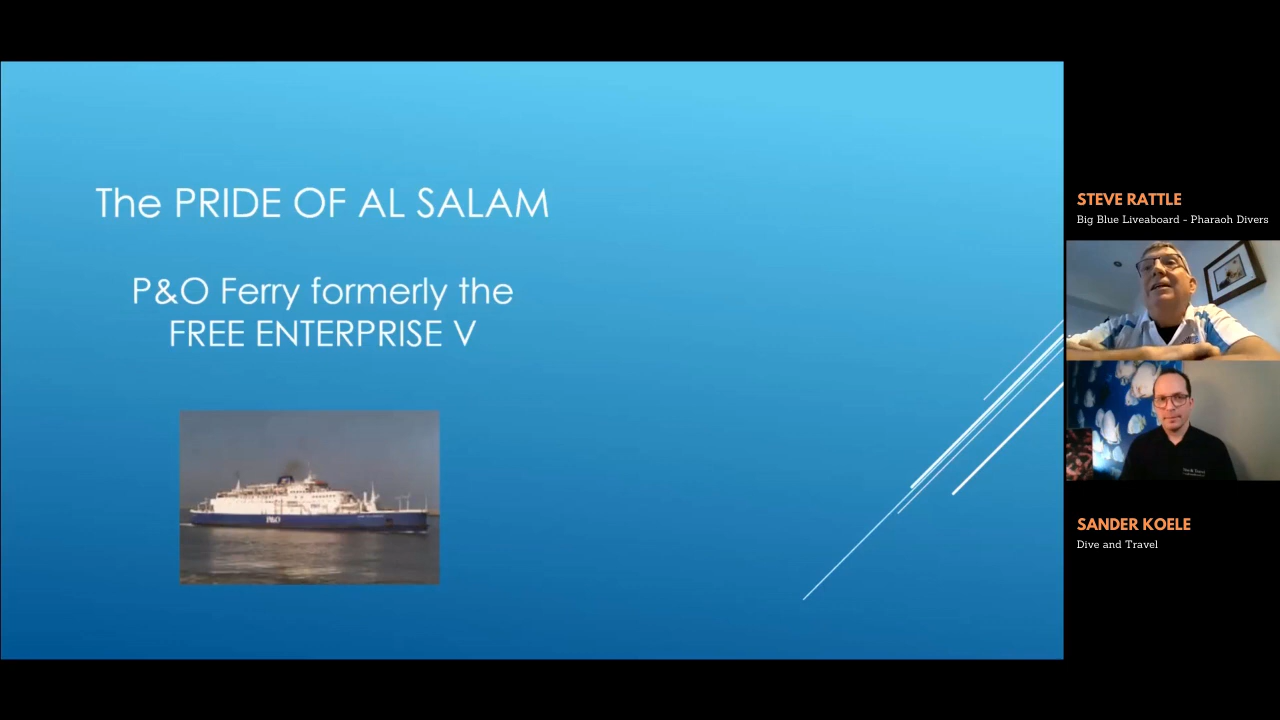 The PRIDE OF AL SALAM
P&O Ferry formerly the
FREE ENTERPRISE V
P&O
STEVE RATTLE
Big Blue Liveaboard - Pharaoh Divers
SANDER KOELE
Dive and Travel